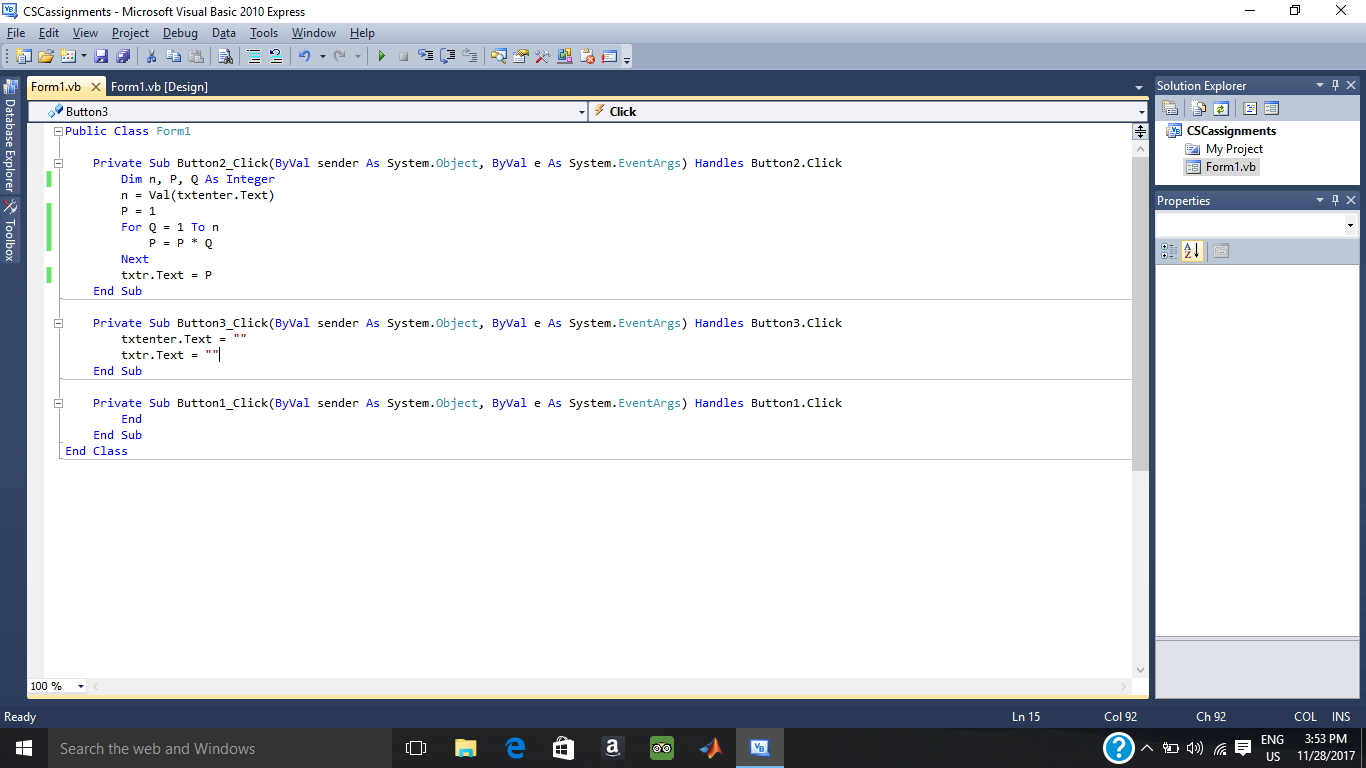 CSCassignments - Microsoft Visual Basic 2010 Express
File Edit View Project Debug Data Tools Window Help
Form1.vb Form1.vb [Design]
Button3 Click
Database Explorer
Toolbox
Public Class Form1
Private Sub Button2_Click(ByVal sender As System.Object, ByVal e As System.EventArgs) Handles Button2.Click
Dim n, P, Q As Integer
n = Val(txtenter.Text)
P = 1
For Q = 1 To n
P = P * Q
Next
txtr.Text = P
End Sub
Private Sub Button3_Click(ByVal sender As System.Object, ByVal e As System.EventArgs) Handles Button3.Click
txtenter.Text = ""
txtr.Text = ""
End Sub
Private Sub Button1_Click(ByVal sender As System.Object, ByVal e As System.EventArgs) Handles Button1.Click
End
End Sub
End Class
100 %
Solution Explorer
CSCassignments
My Project
Form1.vb
Properties
Ready Ln 15 Col 92 Ch 92 COL INS
Search the web and Windows
ENG
US
3:53 PM
11/28/2017